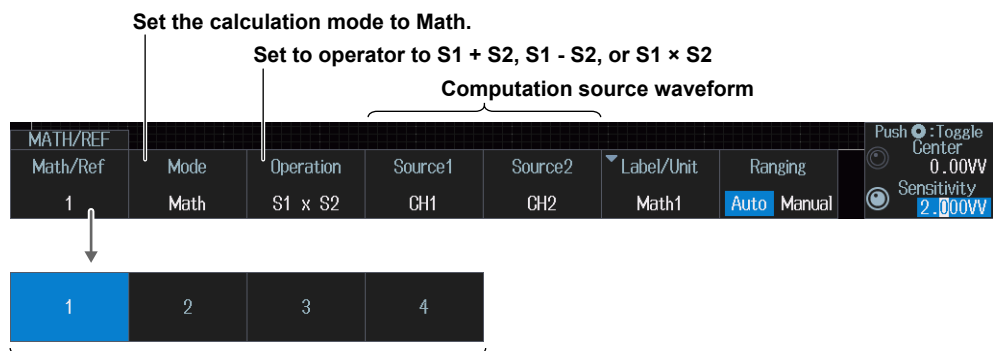 Set the calculation mode to Math.
Set to operator to S1 + S2, S1 - S2, or S1 × S2
Computation source waveform
MATH/REF
Math/Ref Mode Operation Source1 Source2 Label/Unit Ranging
1 Math S1 x S2 CH1 CH2 Math1 Auto Manual
Push :Toggle
Center
0.00VV
Sensitivity
2.000VV
1 2 3 4